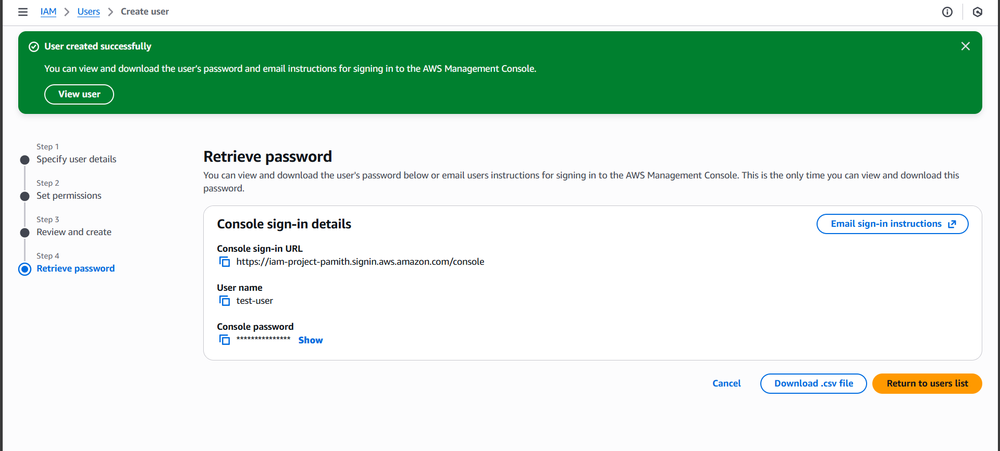 IAM > Users > Create user
User created successfully
You can view and download the user's password and email instructions for signing in to the AWS Management Console.
View user
Step 1
Specify user details
Step 2
Set permissions
Step 3
Review and create
Step 4
Retrieve password
Retrieve password
You can view and download the user's password below or email users instructions for signing in to the AWS Management Console. This is the only time you can view and download this
password.
Console sign-in details
Email sign-in instructions
Console sign-in URL
https://iam-project-pamith.signin.aws.amazon.com/console
User name
test-user
Console password
*************** Show
Cancel
Download .csv file
Return to users list